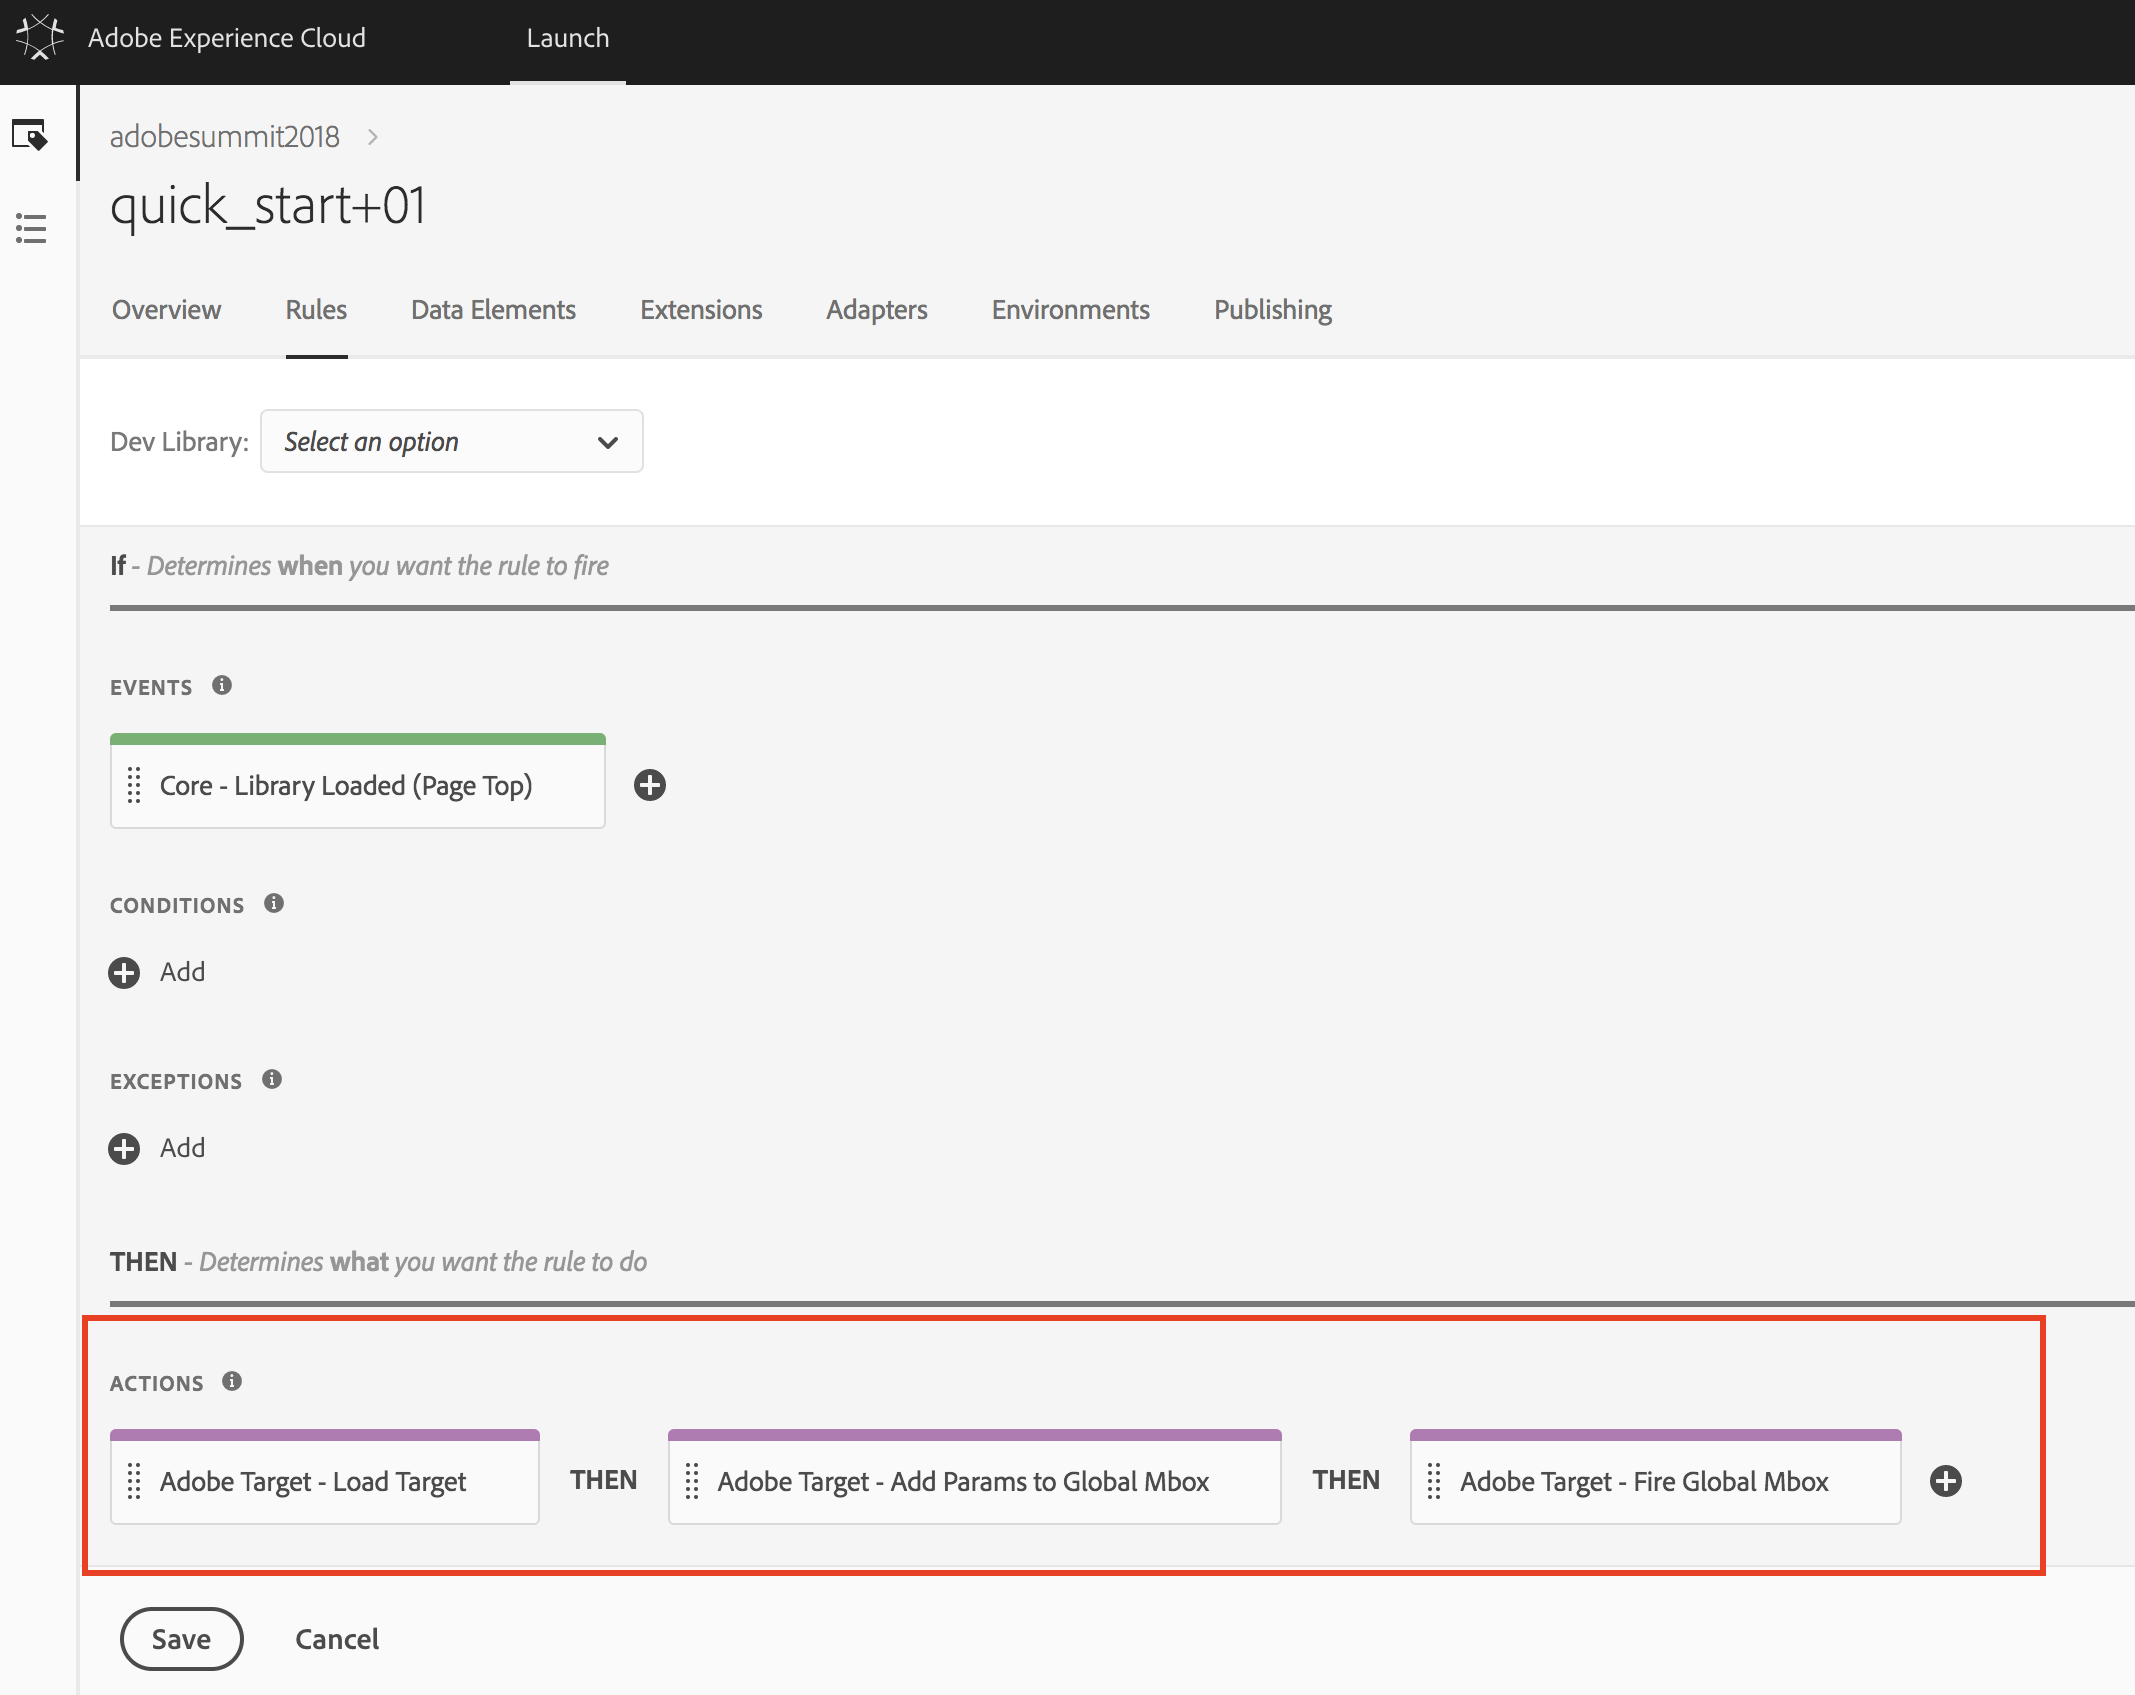 Adobe Experience Cloud Launch
adobesummit2018
quick_start+01
Overview Rules Data Elements Extensions Adapters Environments Publishing
Dev Library: Select an option
If - Determines when you want the rule to fire
EVENTS
Core - Library Loaded (Page Top)
CONDITIONS
Add
EXCEPTIONS
Add
THEN - Determines what you want the rule to do
ACTIONS
Adobe Target - Load Target THEN Adobe Target - Add Params to Global Mbox THEN Adobe Target - Fire Global Mbox
Save Cancel